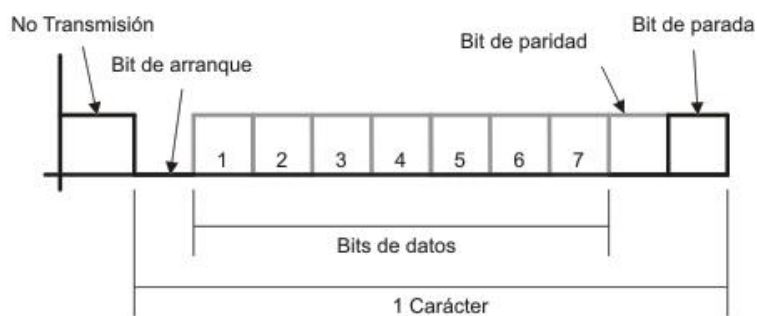 No Transmisión
Bit de arranque
Bit de paridad
Bit de parada
1 2 3 4 5 6 7
Bits de datos
1 Carácter